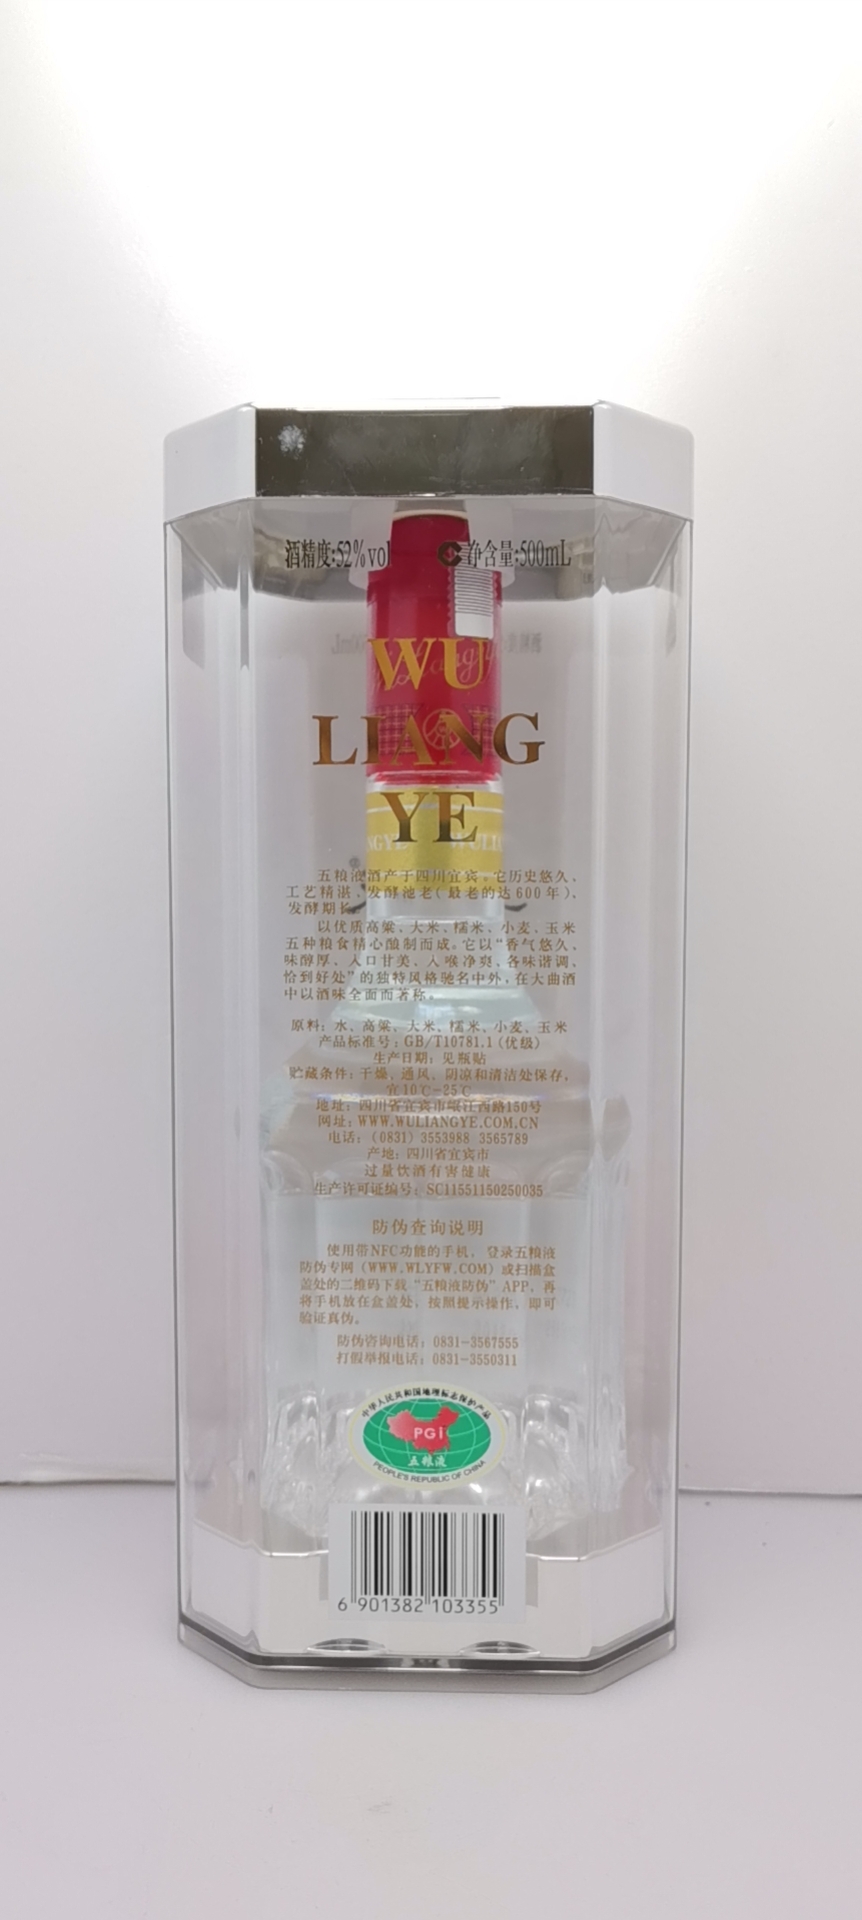 酒精度:52%vol
净含量:500mL
WU
LIANG
YE
五粮液酒产于四川宜宾。它历史悠久、
工艺精湛、发酵池老(最老的达600年)、
发酵期长。
以优质高粱、大米、糯米、小麦、玉米
五种粮食精心酿制而成。它以“香气悠久、
味醇厚、入口甘美、入喉净爽、各味谐调、
恰到好处”的独特风格驰名中外,在大曲酒
中以酒味全面而著称。
原料：水、高粱、大米、糯米、小麦、玉米
产品标准号：GB/T10781.1(优级)
生产日期：见瓶贴
贮藏条件：干燥、通风、阴凉和清洁处保存，
宜10℃-25℃
地址：四川省宜宾市岷江西路150号
网址：WWW.WULIANGYE.COM.CN
电话：(0831) 3553988 3565789
产地：四川省宜宾市
过量饮酒有害健康
生产许可证编号：SC11551150250035
防伪查询说明
使用带NFC功能的手机，登录五粮液
防伪专网（WWW.WLYFW.COM）或扫描盒
盖处的二维码下载“五粮液防伪”APP，再
将手机放在盒盖处，按照提示操作，即可
验证真伪。
防伪咨询电话：0831-3567555
打假举报电话：0831-3550311
中华人民共和国地理标志保护产品
PGI
五粮液
PEOPLE'S REPUBLIC OF CHINA
6 901382 103355